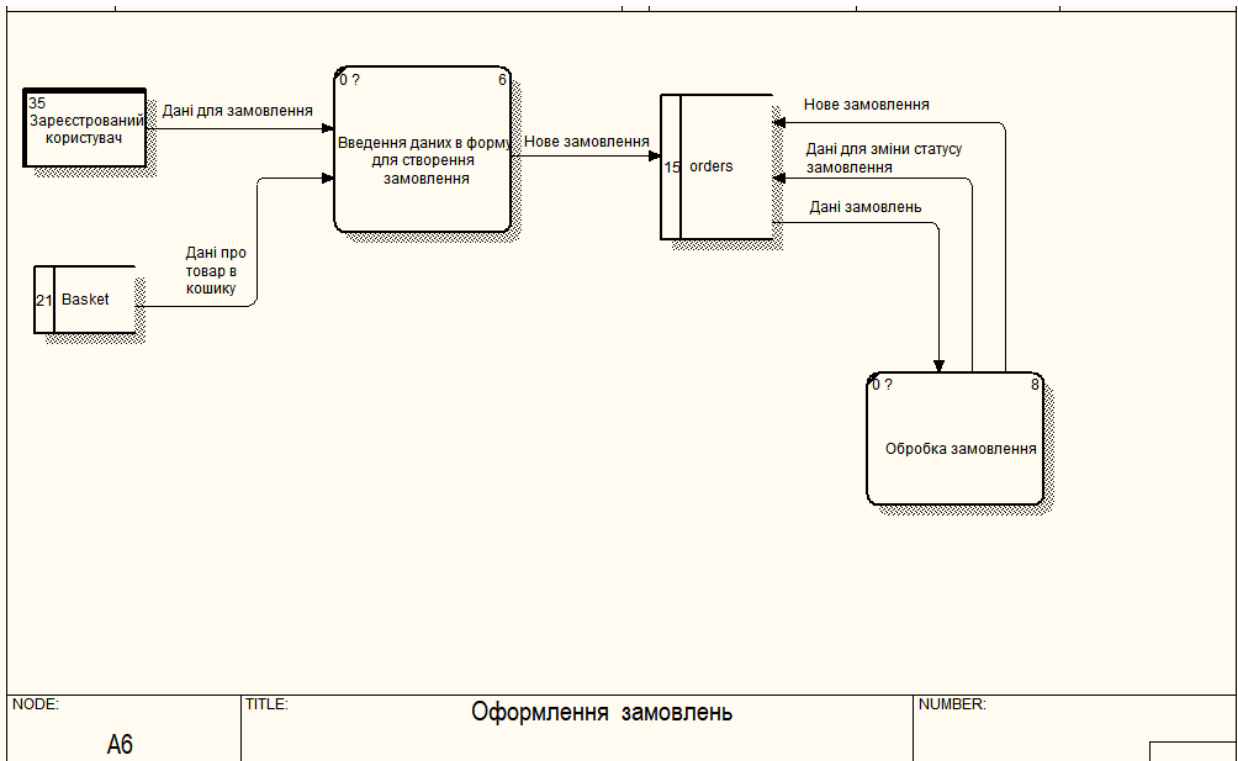 35
Зареєстрований
користувач
Дані для замовлення
0 ?
6
Введення даних в форму
для створення
замовлення
Нове замовлення
15
orders
Нове замовлення
Дані для зміни статусу
замовлення
Дані замовлень
21
Basket
Дані про
товар в
кошику
0 ?
8
Обробка замовлення
NODE:
A6
TITLE:
Оформлення замовлень
NUMBER: